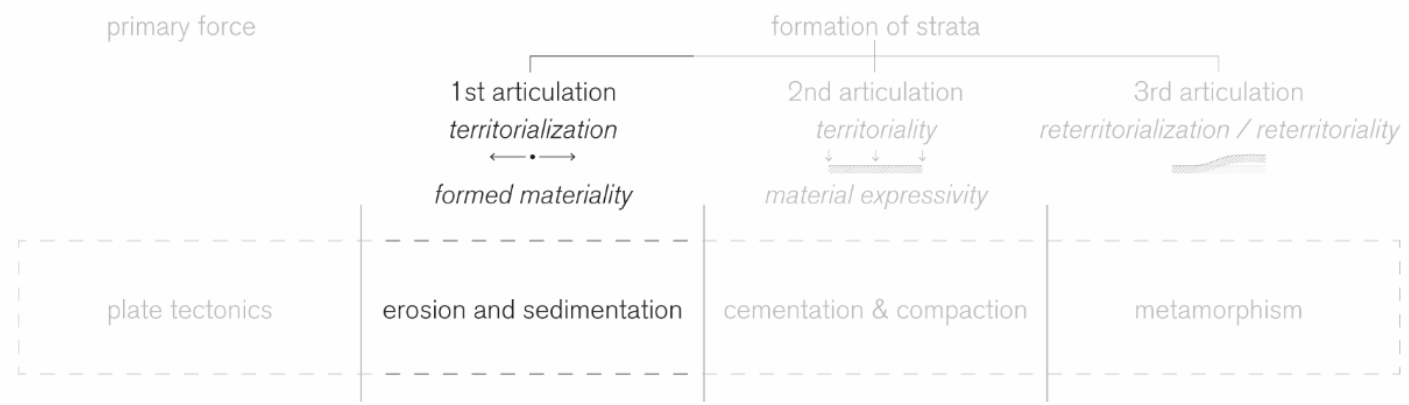 primary force
formation of strata
1st articulation
2nd articulation
3rd articulation
territorialization
territoriality
reterritorialization / reterritoriality
formed materiality
material expressivity
plate tectonics
erosion and sedimentation
cementation & compaction
metamorphism